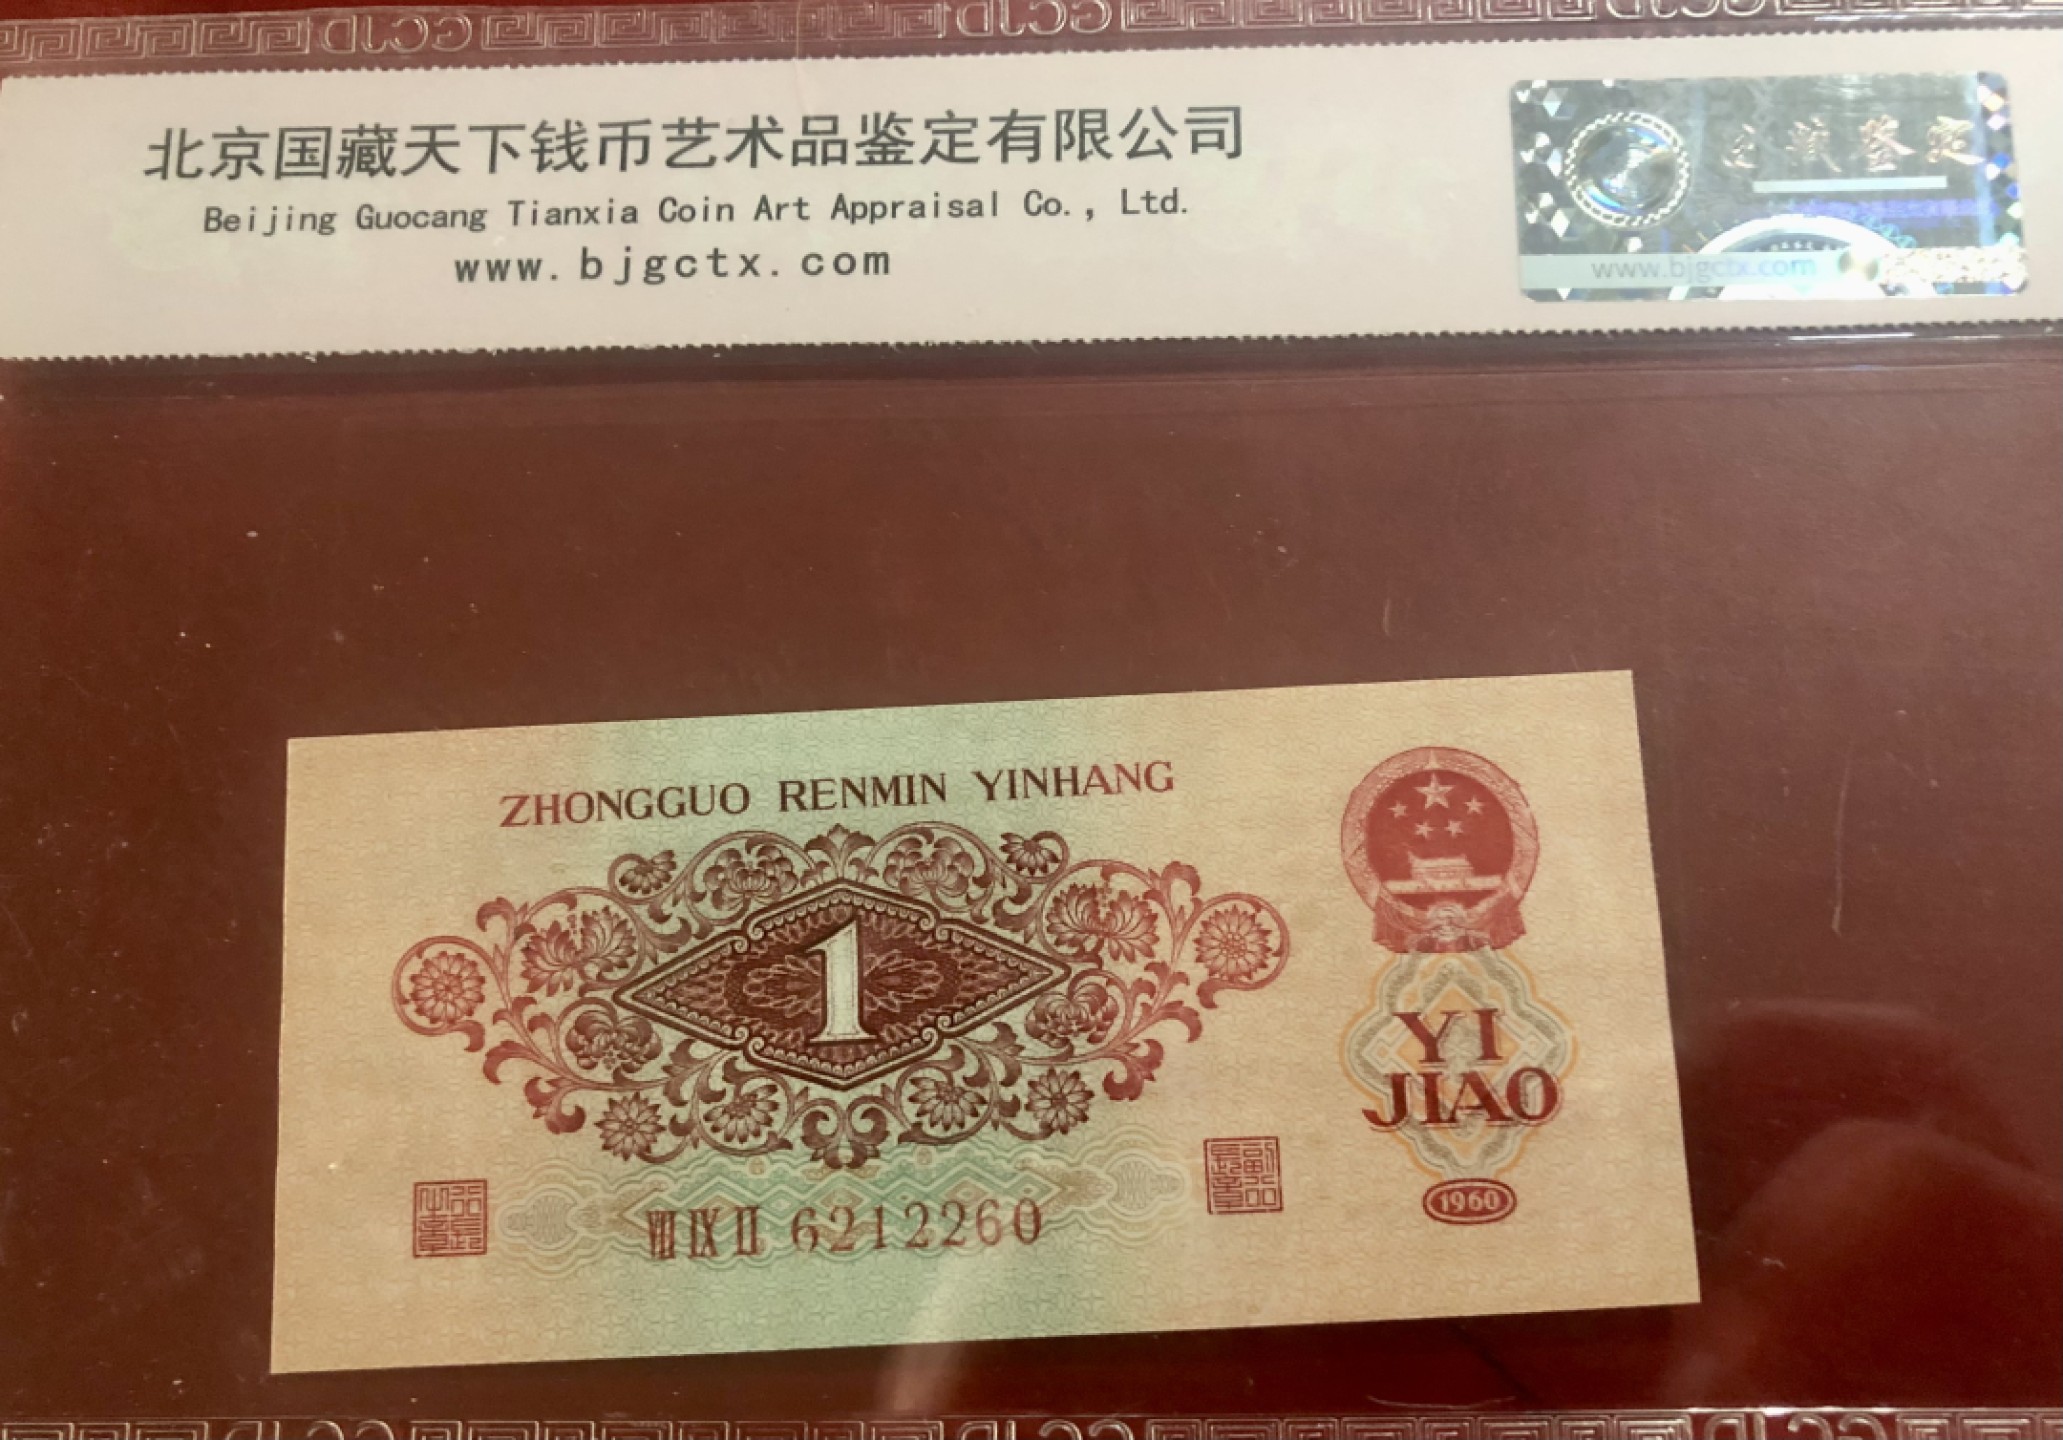 北京国藏天下钱币艺术品鉴定有限公司
Beijing Guocang Tianxia Coin Art Appraisal Co., Ltd.
www.bjgctx.com
www.bjgctx.com
ZHONGGUO RENMIN YINHANG
1
YI
JIAO
VIII IX II 6212260
1960